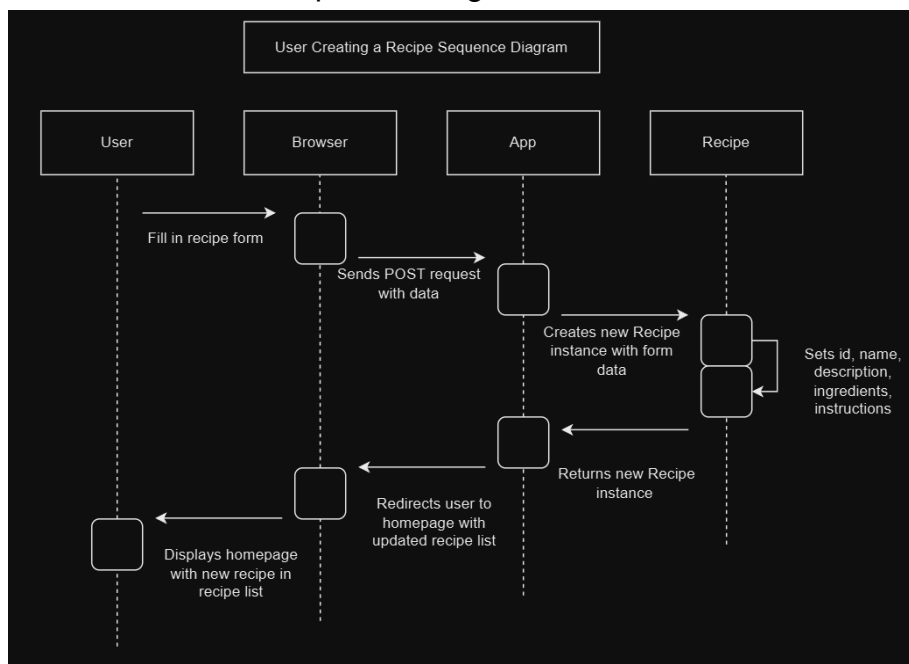 User Creating a Recipe Sequence Diagram
User
Browser
App
Recipe
Fill in recipe form
Sends POST request
with data
Creates new Recipe
instance with form
data
Sets id, name,
description,
ingredients,
instructions
Returns new Recipe
instance
Redirects user to
homepage with
updated recipe list
Displays homepage
with new recipe in
recipe list